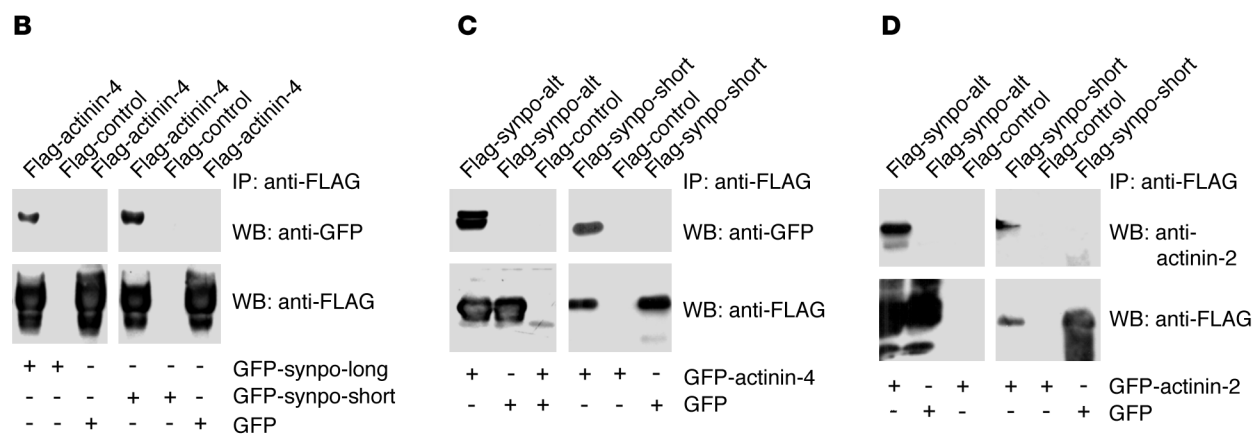 B
Flag-actinin-4
Flag-control
Flag-actinin-4
Flag-actinin-4
Flag-control
Flag-actinin-4
IP: anti-FLAG
WB: anti-GFP
WB: anti-FLAG
+ + - - - - GFP-synpo-long
- - - + + - GFP-synpo-short
- - + - - + GFP
C
Flag-synpo-alt
Flag-synpo-alt
Flag-control
Flag-synpo-short
Flag-control
Flag-synpo-short
IP: anti-FLAG
WB: anti-GFP
WB: anti-FLAG
+ - + + + - GFP-actinin-4
- + + - - + GFP
D
Flag-synpo-alt
Flag-synpo-alt
Flag-control
Flag-synpo-short
Flag-control
Flag-synpo-short
IP: anti-FLAG
WB: anti-
actinin-2
WB: anti-FLAG
+ - + + + - GFP-actinin-2
- + - - - + GFP